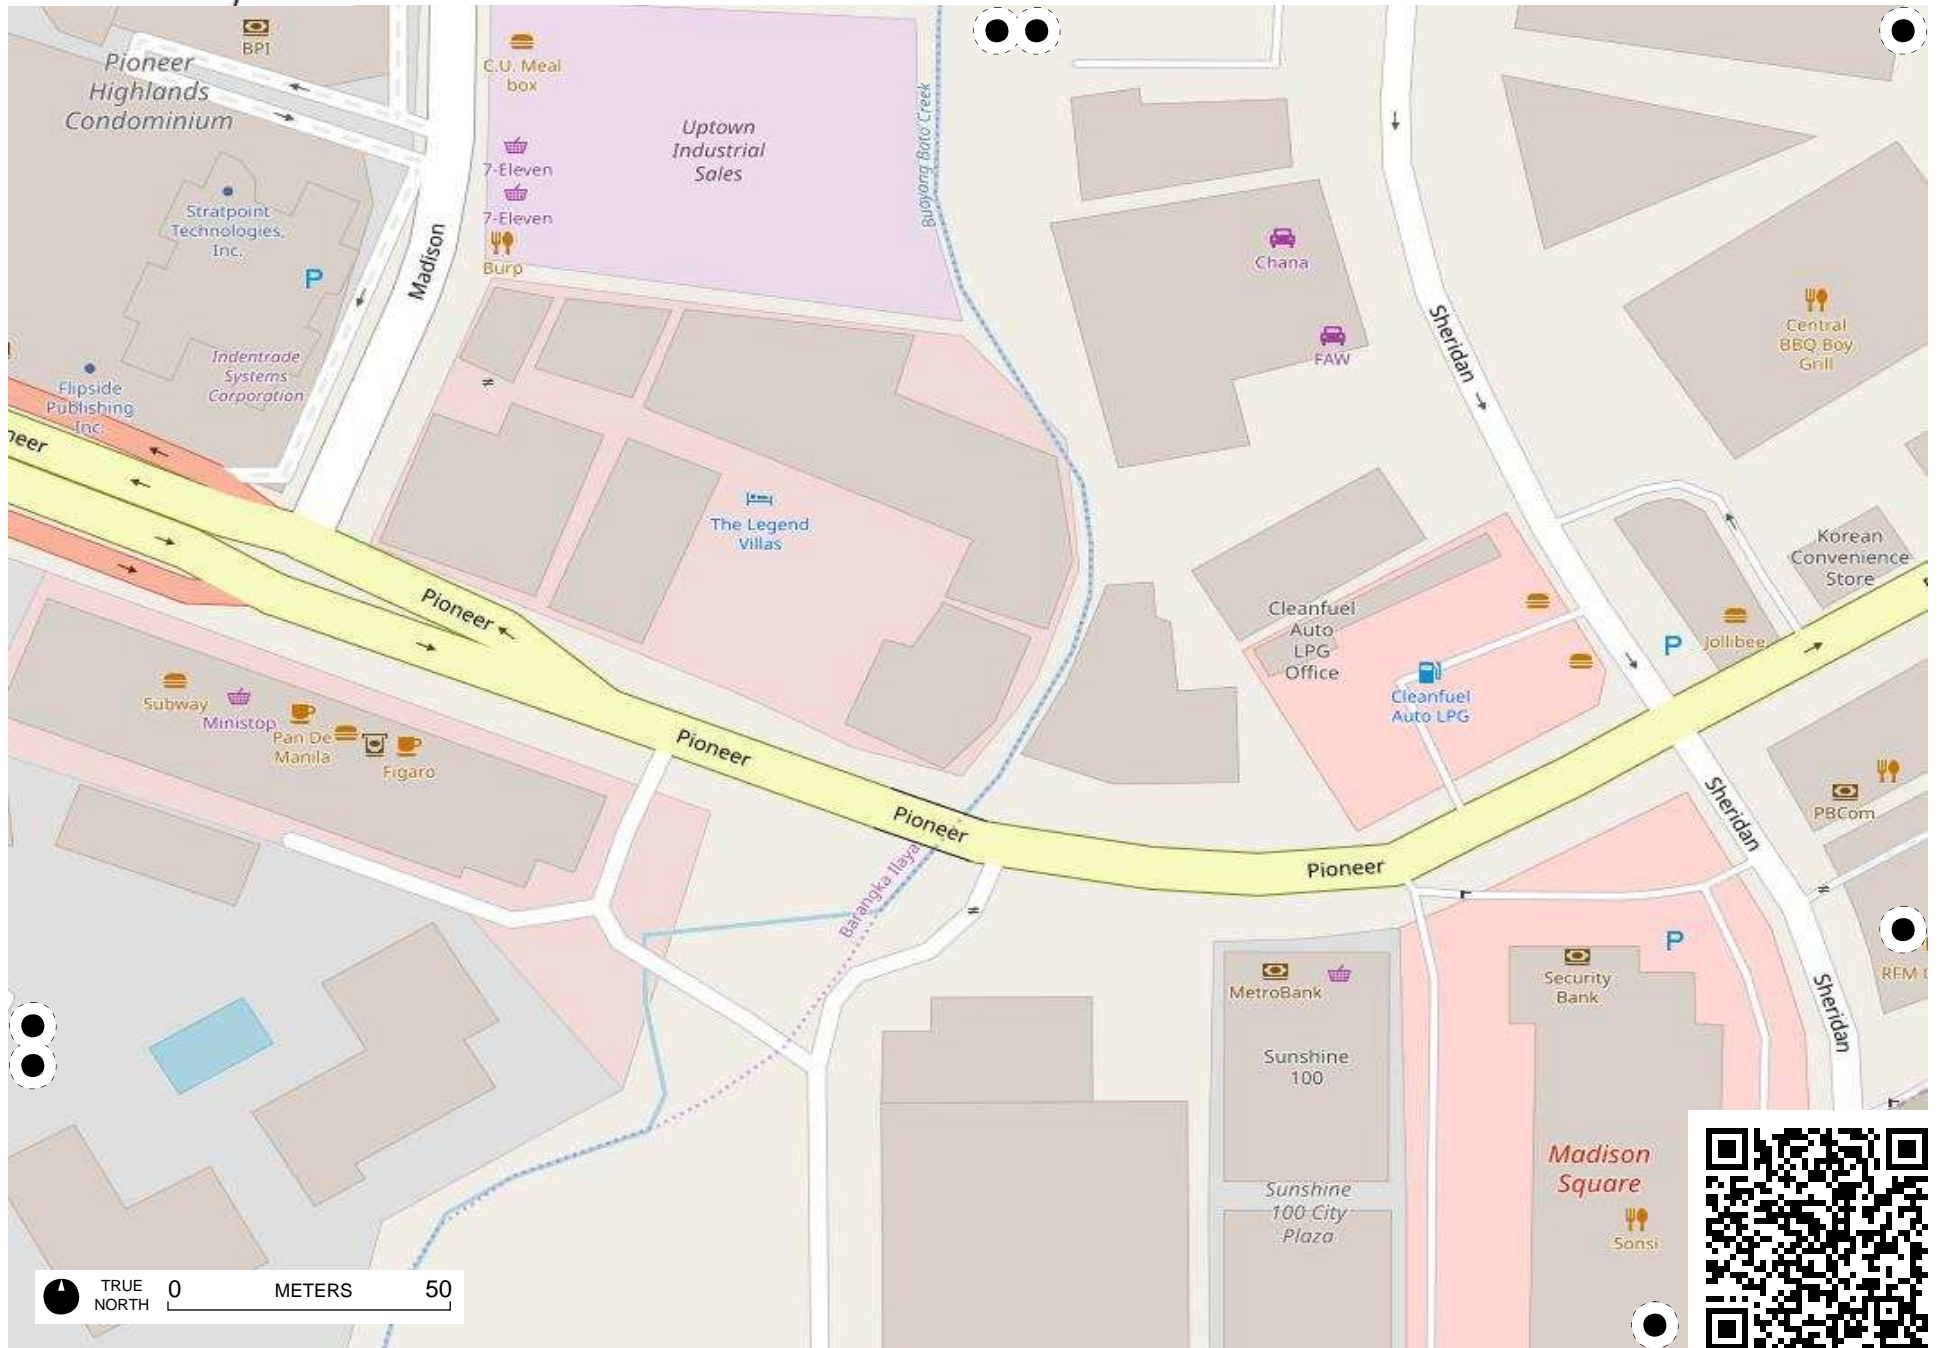 BPI
Pioneer
Highlands
Condominium
C.U. Meal
box
7-Eleven
7-Eleven
Burp
Uptown
Industrial
Sales
Buayang Bato Creek
Stratpoint
Technologies,
Inc.
P
Madison
Chana
FAW
Sheridan
Central
BBQ Boy
Grill
Indentrade
Systems
Corporation
Flipside
Publishing
Inc.
neer
The Legend
Villas
Pioneer
Korean
Convenience
Store
Cleanfuel
Auto
LPG
Office
P
Jollibee
Cleanfuel
Auto LPG
Subway
Ministop
Pan De
Manila
Figaro
Pioneer
Pioneer
Pioneer
Sheridan
PBCom
Barangka Ilaya
P
MetroBank
Security
Bank
RFM
Sheridan
Sunshine
100
Madison
Square
Sunshine
100 City
Plaza
Sonsi
TRUE
NORTH
0 METERS 50